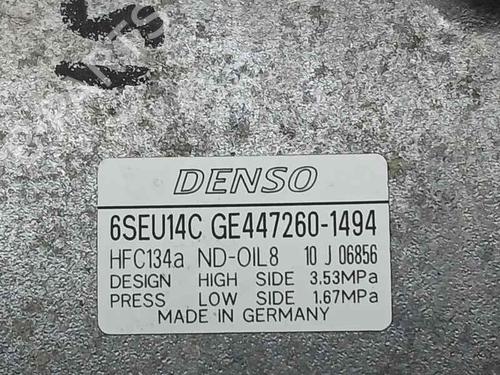 DENSO
6SEU14C GE447260-1494
HFC134a ND-OIL8 10 J 06856
DESIGN HIGH SIDE 3.53MPa
PRESS LOW SIDE 1.67MPa
MADE IN GERMANY